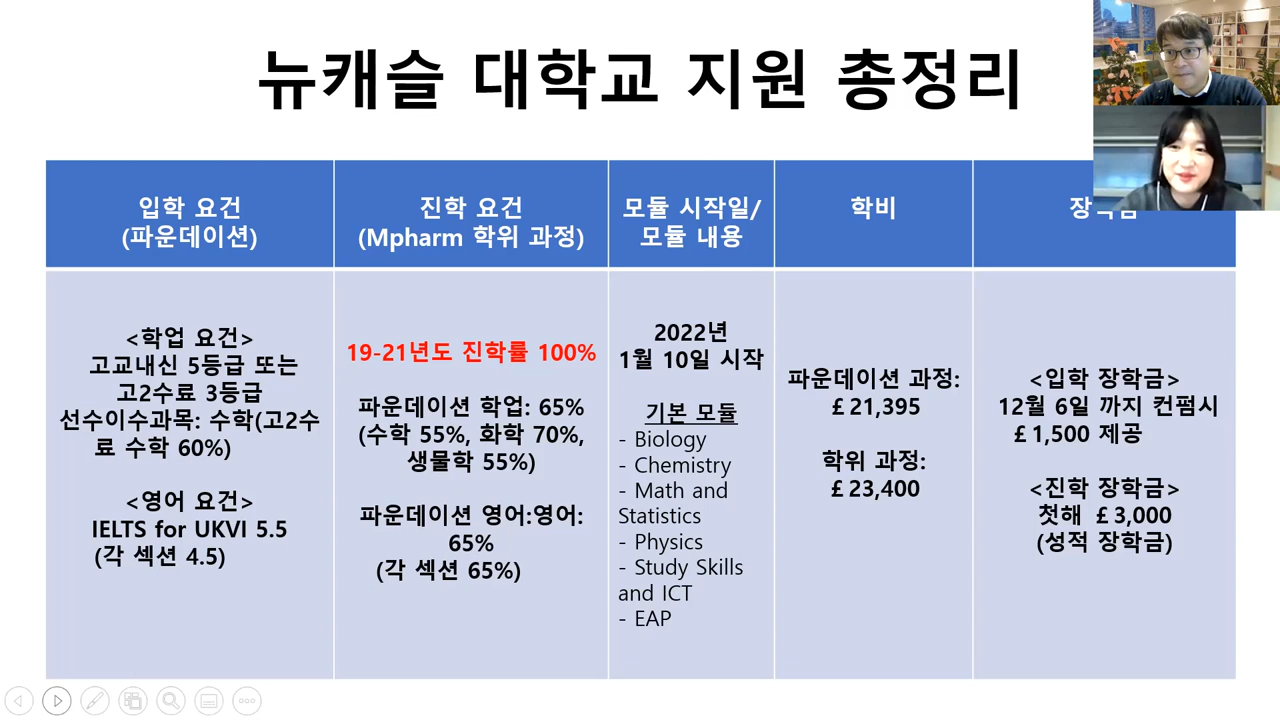 뉴캐슬 대학교 지원 총정리
입학 요건
(파운데이션)
진학 요건
(Mpharm 학위 과정)
모듈 시작일/
모듈 내용
학비
<학업 요건>
고교내신 5등급 또는
고2수료 3등급
선수이수과목: 수학(고2수
료 수학 60%)
<영어 요건>
IELTS for UKVI 5.5
(각 섹션 4.5)
19-21년도 진학률 100%
파운데이션 학업: 65%
(수학 55%, 화학 70%,
생물학 55%)
파운데이션 영어:영어:
65%
(각 섹션 65%)
2022년
1월 10일 시작
기본 모듈
- Biology
- Chemistry
- Math and
Statistics
- Physics
- Study Skills
and ICT
- EAP
파운데이션 과정:
£21,395
학위 과정:
£23,400
<입학 장학금>
12월 6일 까지 컨펌시
£1,500 제공
<진학 장학금>
첫해 £3,000
(성적 장학금)